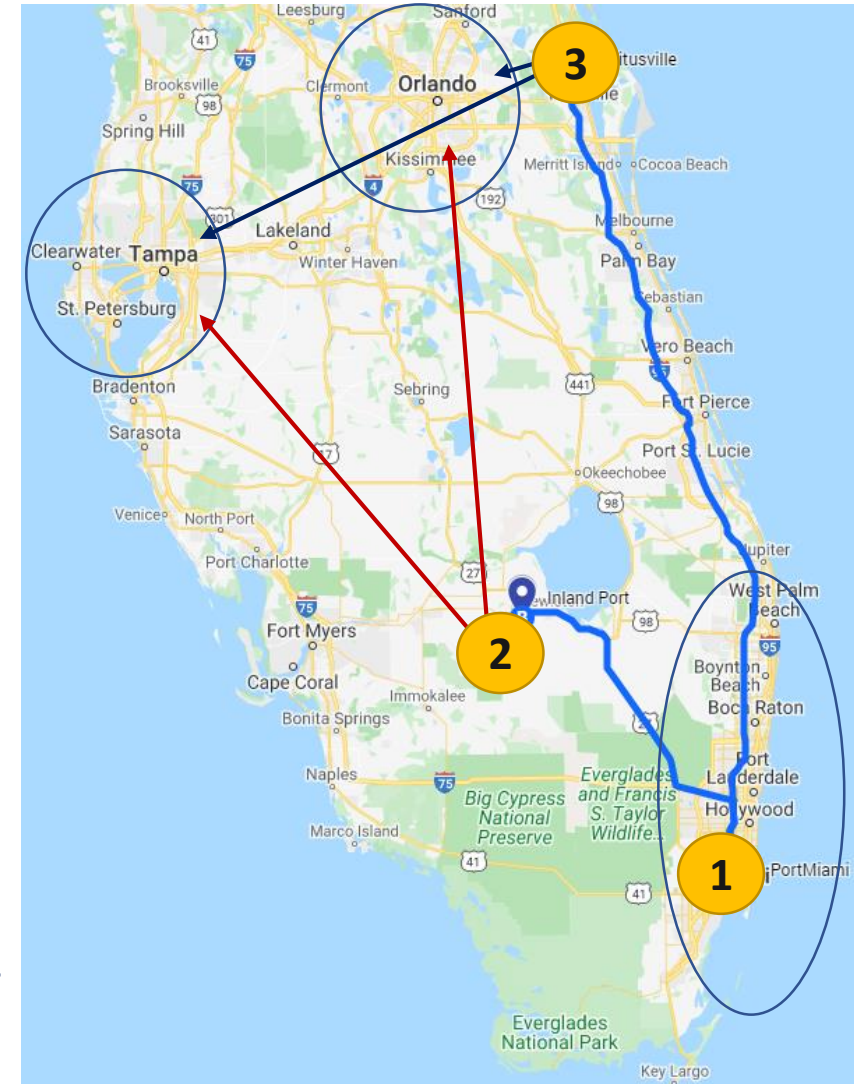 Leesburg
Sanford
41
75
3
itusville
Brooksville
Clermont
Orlando
98
Spring Hill
Kissimmee
Merritt Island
Cocoa Beach
75
4
192
301
Melbourne
Lakeland
Clearwater
Tampa
Winter Haven
Palm Bay
St. Petersburg
Sebastian
Vero Beach
95
Bradenton
Sebring
441
Fort Pierce
Sarasota
17
Port St. Lucie
Okeechobee
98
Venice
North Port
Jupiter
Port Charlotte
27
West Palm
Beach
Inland Port
75
98
Fort Myers
2
95
Boynton
Beach
Cape Coral
Immokalee
Boca Raton
Bonita Springs
27
Fort
Lauderdale
Naples
75
Everglades
and Francis
S. Taylor
Wildlife...
Big Cypress
National
Preserve
Hollywood
Marco Island
41
1
PortMiami
41
Everglades
National Park
Key Largo